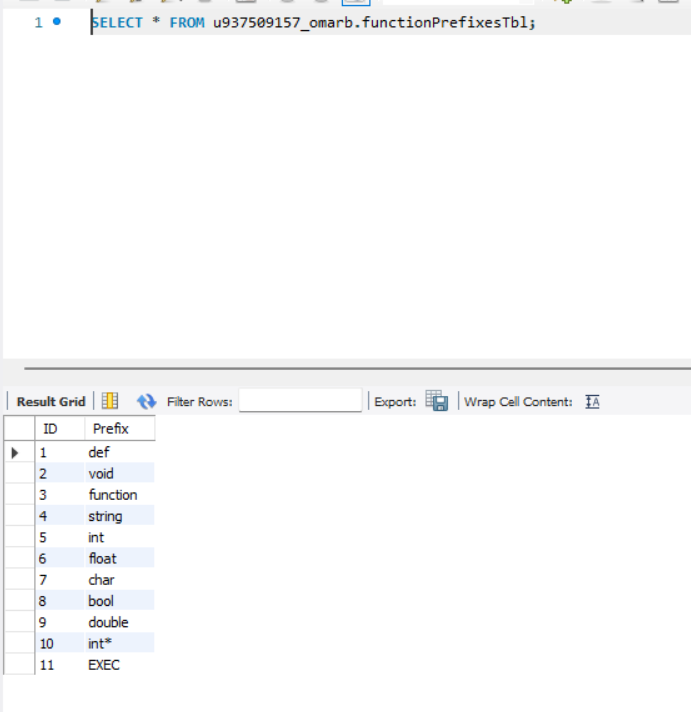 1 SELECT * FROM u937509157_omarb.functionPrefixesTbl;
Result Grid Filter Rows: Export: Wrap Cell Content: IA
ID Prefix
1 def
2 void
3 function
4 string
5 int
6 float
7 char
8 bool
9 double
10 int*
11 EXEC